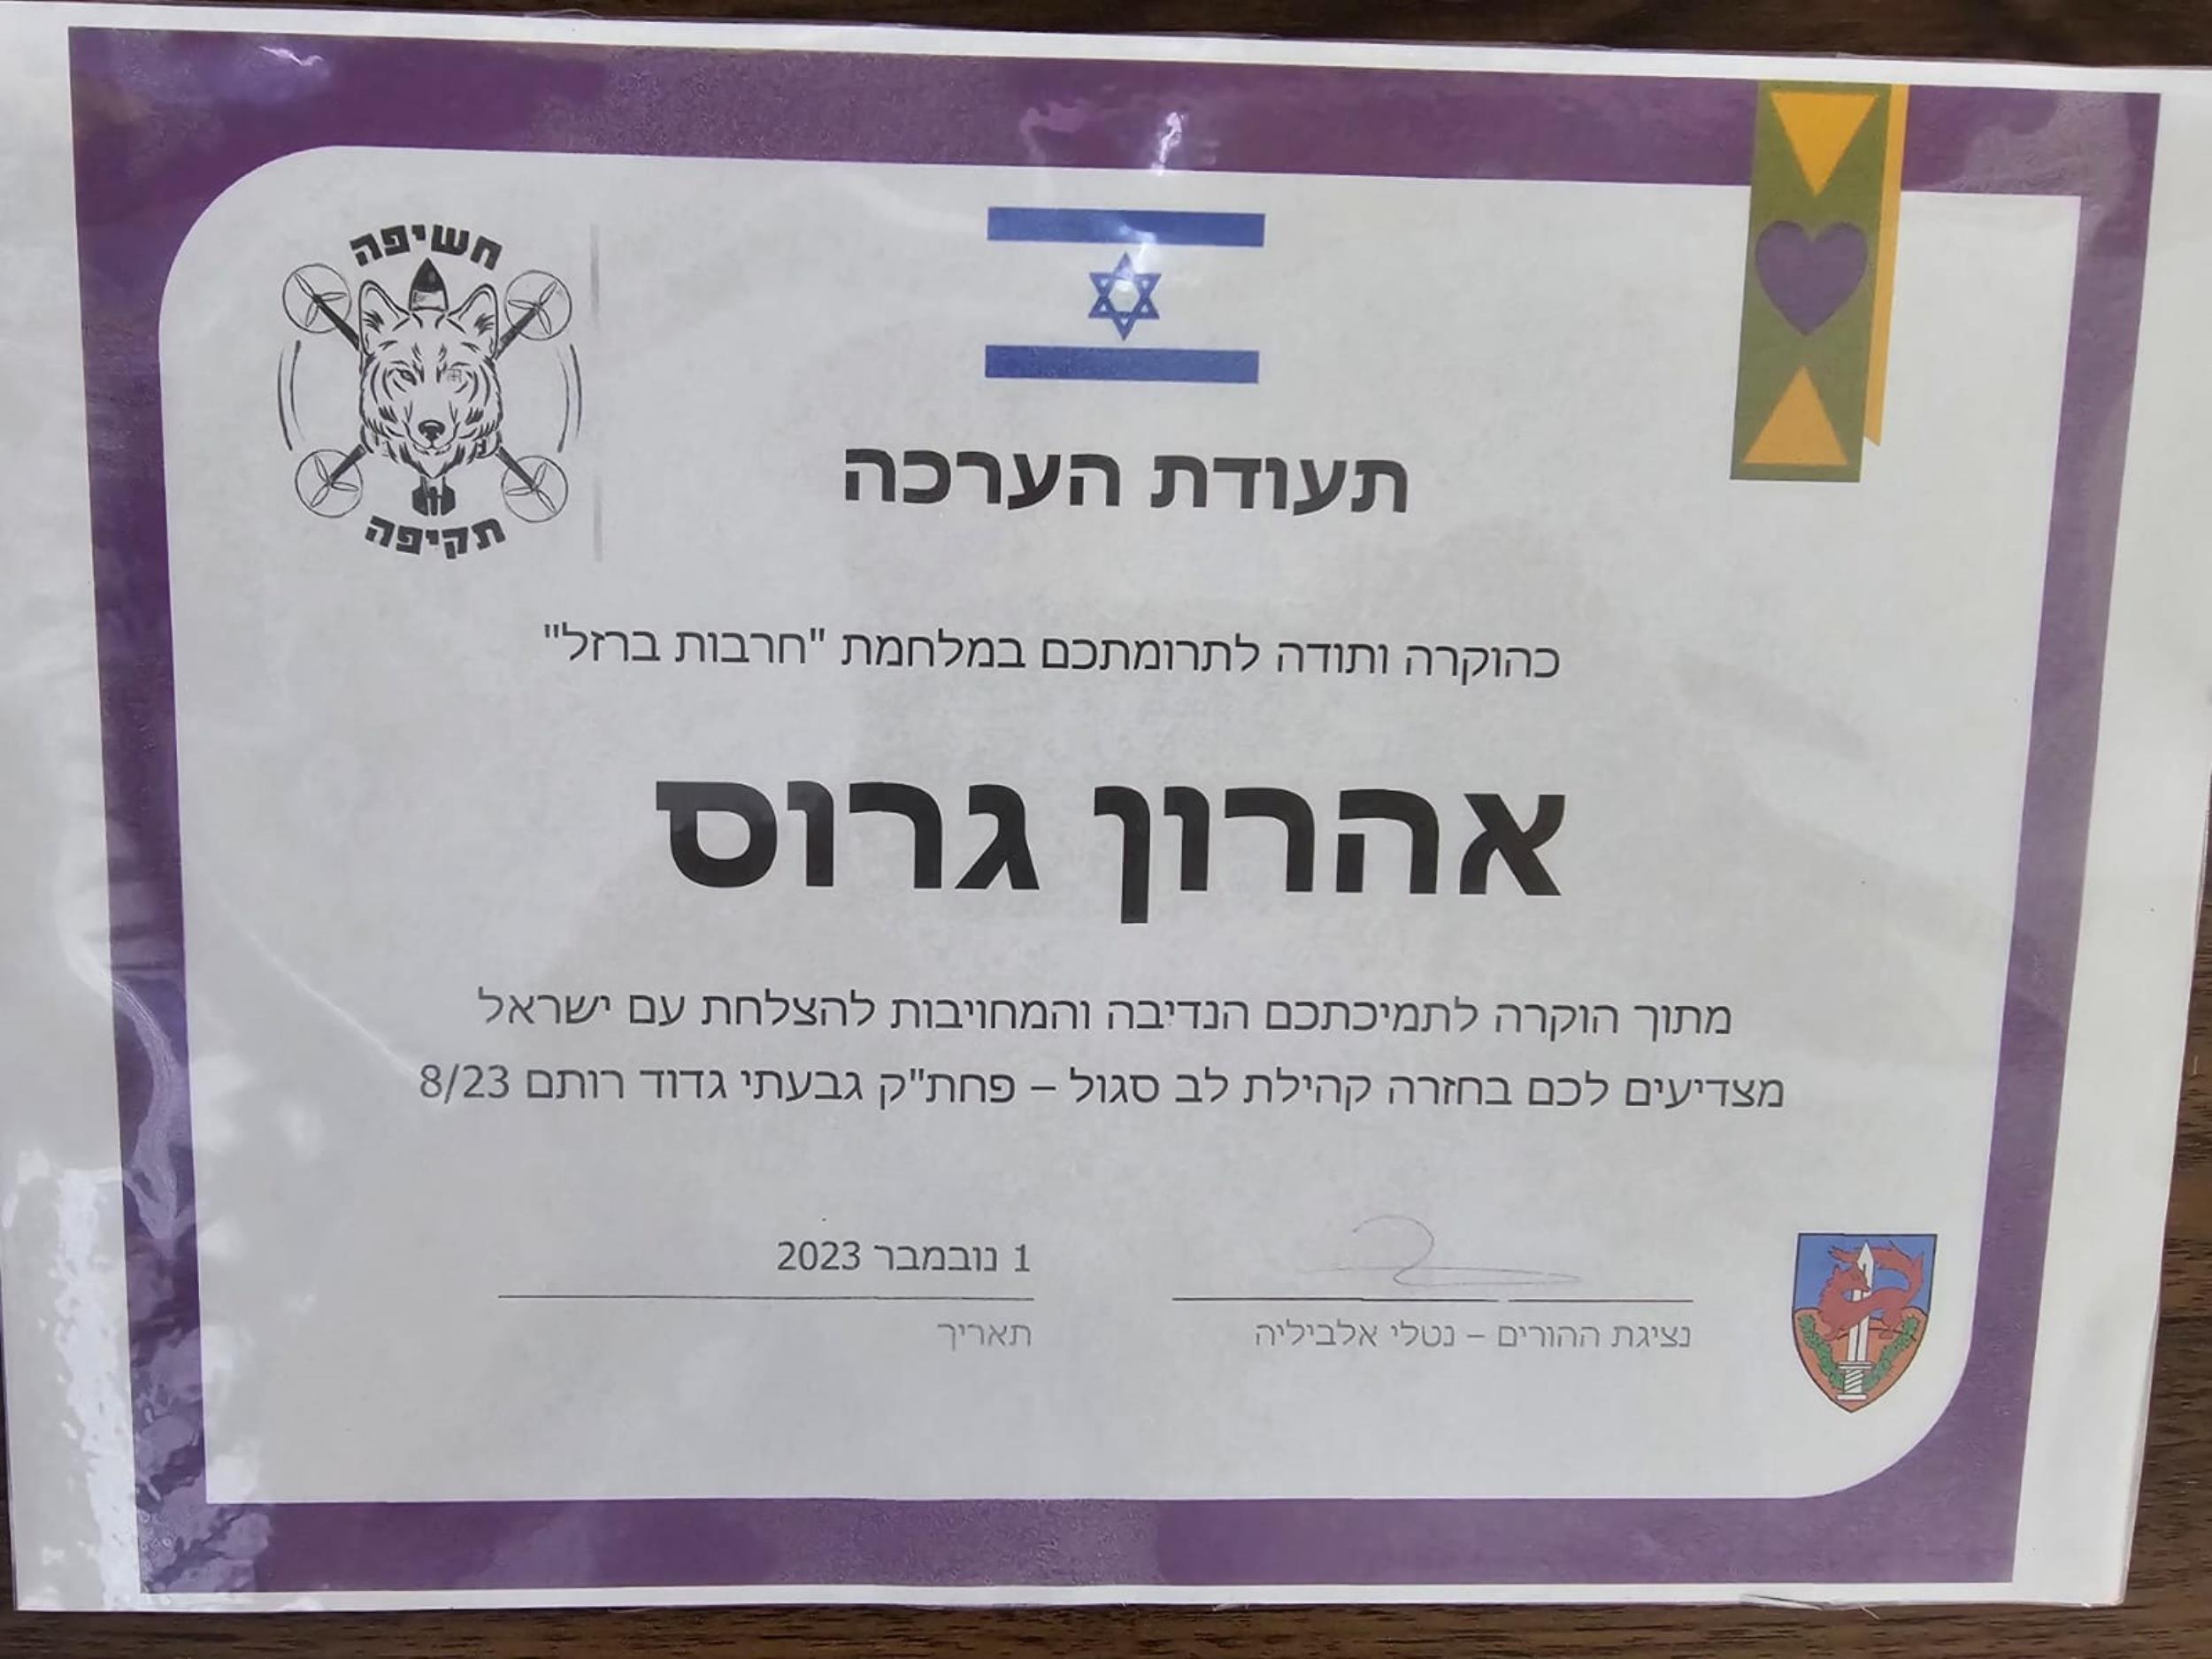 חשיפה
תקיפה
תעודת הערכה
כהוקרה ותודה לתרומתכם במלחמת "חרבות ברזל"
אהרון גרוס
מתוך הוקרה לתמיכתכם הנדיבה והמחויבות להצלחת עם ישראל
מצדיעים לכם בחזרה קהילת לב סגול – פחת"ק גבעתי גדוד רותם 8/23
1 נובמבר 2023
נציגת ההורים – נטלי אלביליה
תאריך